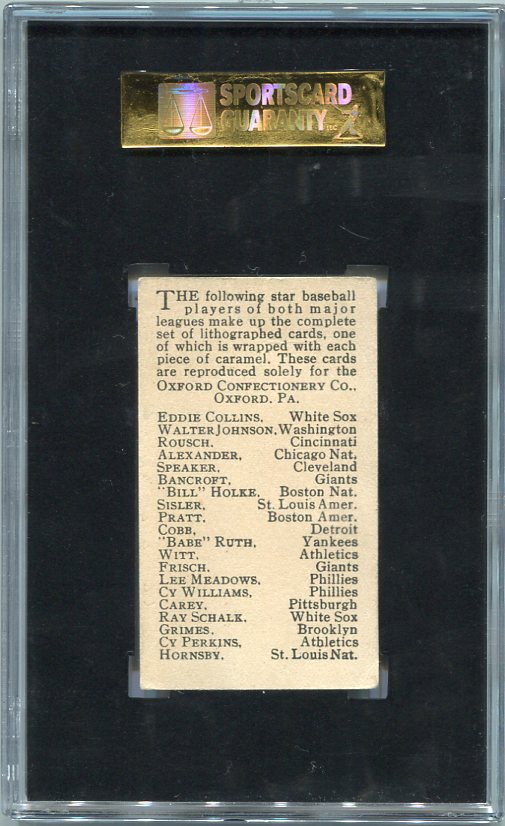 SPORTSCARD
GUARANTY LLC
THE following star baseball
players of both major
leagues make up the complete
set of lithographed cards, one
of which is wrapped with each
piece of caramel. These cards
are reproduced solely for the
OXFORD CONFECTIONERY CO.,
OXFORD, PA.
EDDIE COLLINS, White Sox
WALTER JOHNSON, Washington
ROUSCH, Cincinnati
ALEXANDER, Chicago Nat.
SPEAKER, Cleveland
BANCROFT, Giants
"BILL" HOLKE, Boston Nat.
SISLER, St. Louis Amer.
PRATT, Boston Amer.
COBB, Detroit
"BABE" RUTH, Yankees
WITT, Athletics
FRISCH, Giants
LEE MEADOWS, Phillies
CY WILLIAMS, Phillies
CAREY, Pittsburgh
RAY SCHALK, White Sox
GRIMES, Brooklyn
CY PERKINS, Athletics
HORNSBY, St. Louis Nat.